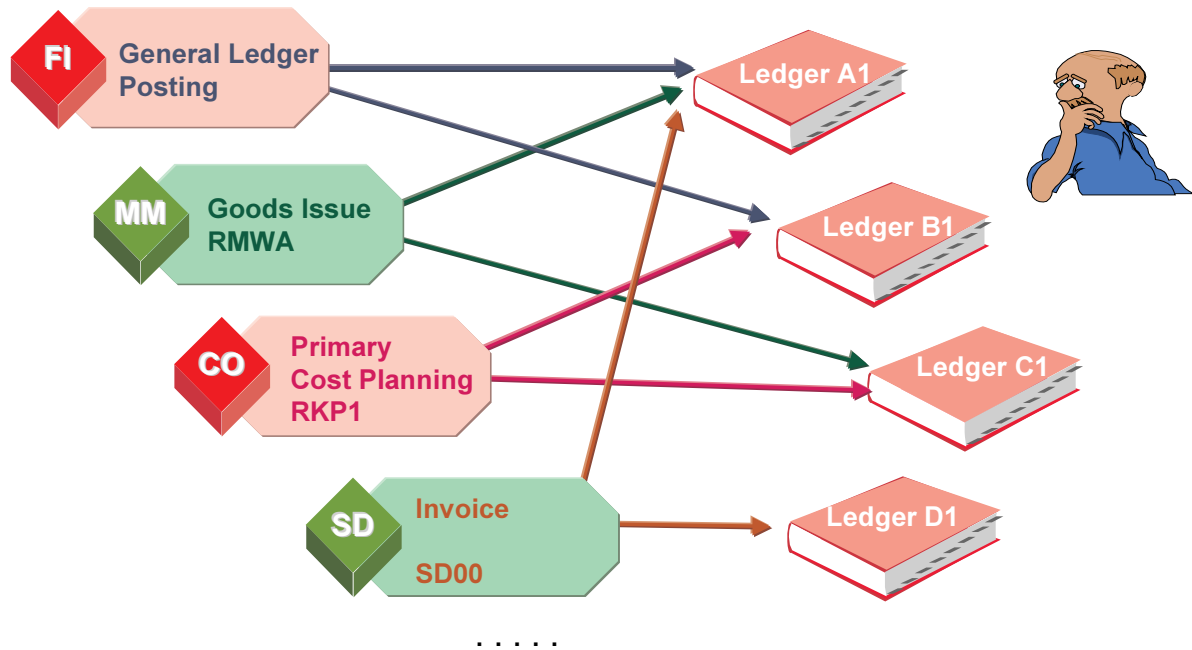 FI
General Ledger
Posting
Ledger A1
MM
Goods Issue
RMWA
Ledger B1
CO
Primary
Cost Planning
RKP1
Ledger C1
SD
Invoice
SD00
Ledger D1
. . . . .